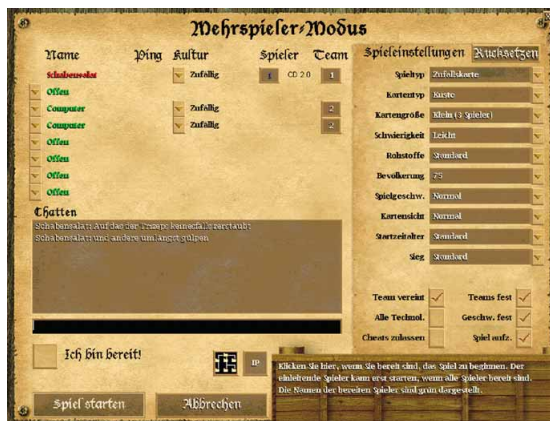 Mehrspieler-Modus
Name Ping Kultur Spieler Team
Schabensalat Zufällig 1 CD 2.0 1
Offen
Computer Zufällig 2
Computer Zufällig 2
Offen
Offen
Offen
Offen
Chatten
Schabensalat: Auf das der Trizeps keinesfalls zerstaubt
Schabensalat: und andere umlängst gülpen
Ich bin bereit!
IP
Spiel starten Abbrechen
Spieleinstellungen Rücksetzen
Spieltyp Zufallskarte
Kartentyp Küste
Kartengröße Klein (3 Spieler)
Schwierigkeit Leicht
Rohstoffe Standard
Bevölkerung 75
Spielgeschw. Normal
Kartensicht Normal
Startzeitalter Standard
Sieg Standard
Team vereint Teams fest
Alle Technol. Geschw. fest
Cheats zulassen Spiel aufz.
Klicken Sie hier, wenn Sie bereit sind, das Spiel zu beginnen. Der
einleitende Spieler kann erst starten, wenn alle Spieler bereit sind.
Die Namen der bereiten Spieler sind grün dargestellt.